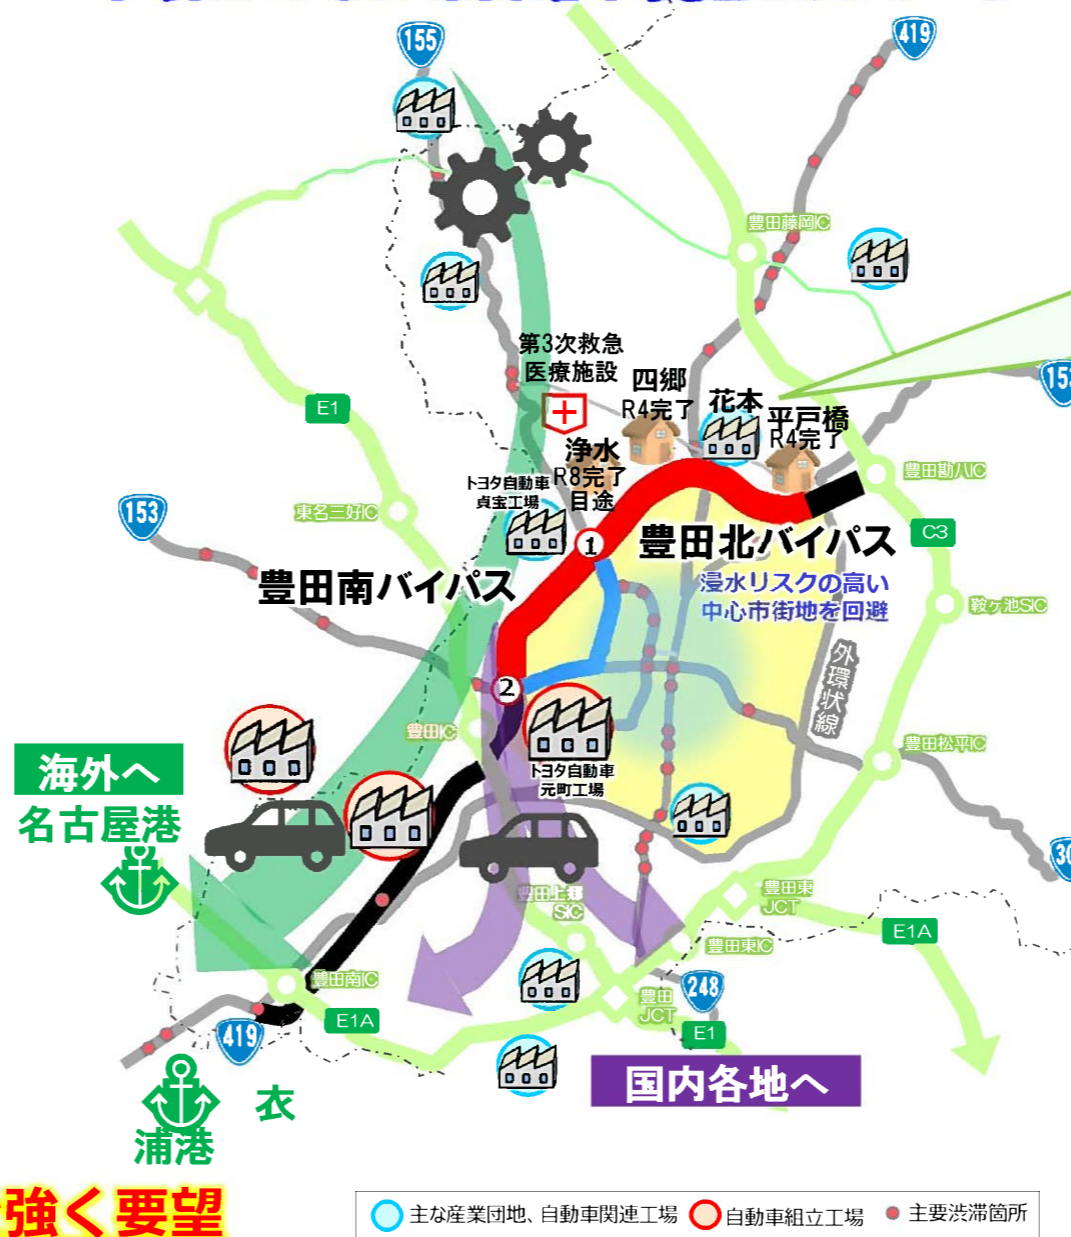 155
419
豊田藤岡IC
第3次救急
医療施設
四郷
R4完了
花本
平戸橋
R4完了
153
E1
浄水
R8完了
目途
トヨタ自動車
貞宝工場
豊田勘八IC
153
東名三好IC
C3
1
豊田北バイパス
豊田南バイパス
浸水リスクの高い
中心市街地を回避
鞍ヶ池SIC
外環状線
2
豊田IC
豊田松平IC
トヨタ自動車
元町工場
海外へ
名古屋港
豊田上郷
SIC
豊田東
JCT
E1A
豊田東IC
豊田南IC
248
豊田
JCT
E1A
419
E1
国内各地へ
衣
浦港
強く要望
主な産業団地、自動車関連工場
自動車組立工場
主要渋滞箇所